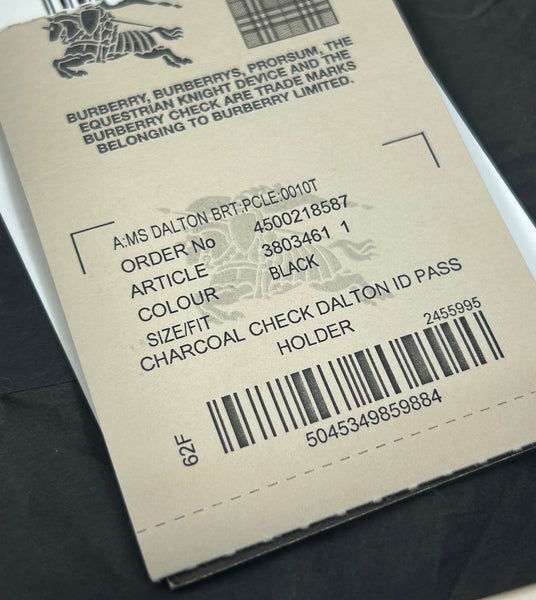 BURBERRY, BURBERRYS, PRORSUM, THE
EQUESTRIAN KNIGHT DEVICE AND THE
BURBERRY CHECK ARE TRADE MARKS
BELONGING TO BURBERRY LIMITED.
A:MS DALTON BRT:PCLE:0010T
ORDER No 4500218587
ARTICLE 3803461 1
COLOUR BLACK
SIZE/FIT
CHARCOAL CHECK DALTON ID PASS
HOLDER
2455995
62F
5045349859884